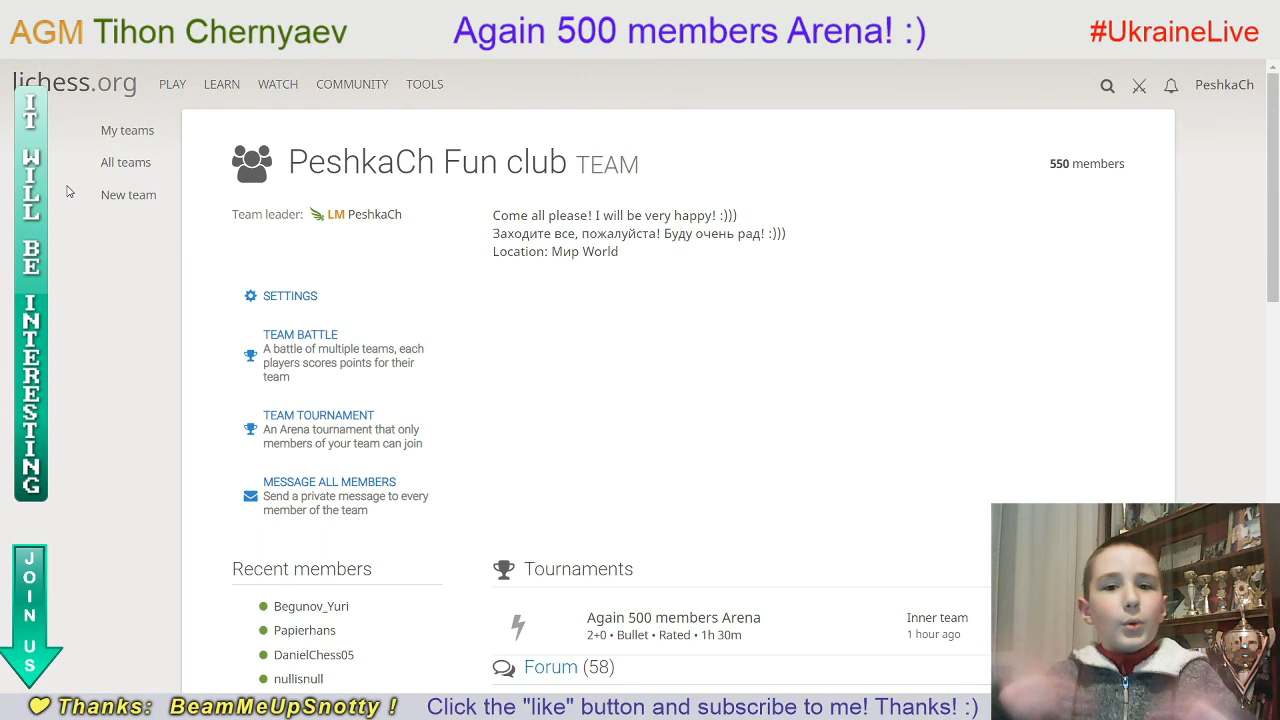 AGM Tihon Chernyaev
Again 500 members Arena! :)
#UkraineLive
lichess.org
PLAY
LEARN
WATCH
COMMUNITY
TOOLS
PeshkaCh
IT WILL BE INTERESTING
My teams
All teams
New team
PeshkaCh Fun club TEAM
550 members
Team leader: LM PeshkaCh
Come all please! I will be very happy! :)))
Заходите все, пожалуйста! Буду очень рад! :)))
Location: Мир World
SETTINGS
TEAM BATTLE
A battle of multiple teams, each
players scores points for their
team
TEAM TOURNAMENT
An Arena tournament that only
members of your team can join
MESSAGE ALL MEMBERS
Send a private message to every
member of the team
Recent members
Begunov_Yuri
Papierhans
DanielChess05
nullisnull
Tournaments
Again 500 members Arena
2+0 • Bullet • Rated • 1h 30m
Inner team
1 hour ago
Forum (58)
JOIN US
Thanks: BeamMeUpSnotty !
Click the "like" button and subscribe to me! Thanks! :)